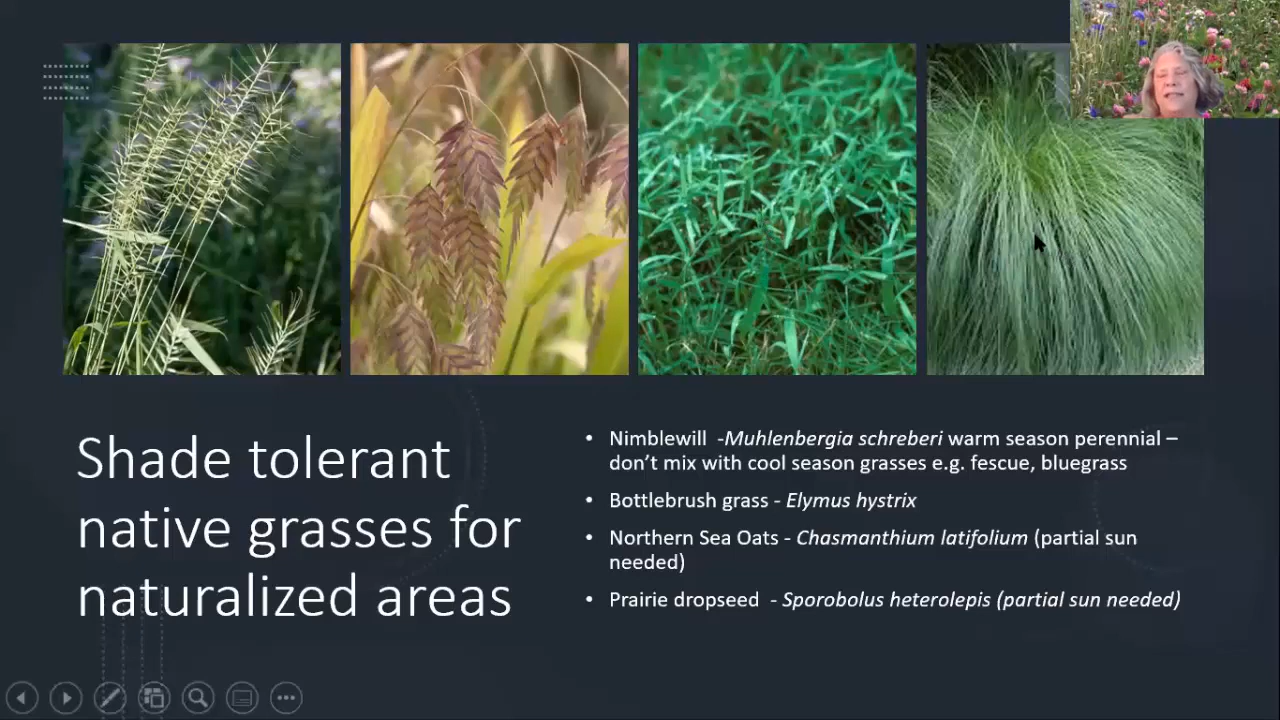 Shade tolerant
native grasses for
naturalized areas
• Nimblewill -Muhlenbergia schreberi warm season perennial –
don’t mix with cool season grasses e.g. fescue, bluegrass
• Bottlebrush grass - Elymus hystrix
• Northern Sea Oats - Chasmanthium latifolium (partial sun
needed)
• Prairie dropseed - Sporobolus heterolepis (partial sun needed)